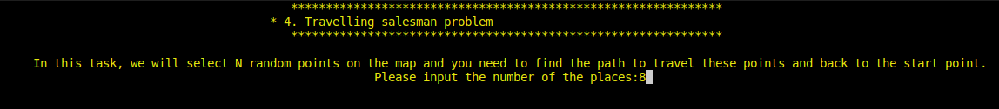 **************************************************************
* 4. Travelling salesman problem
**************************************************************
In this task, we will select N random points on the map and you need to find the path to travel these points and back to the start point.
Please input the number of the places:8